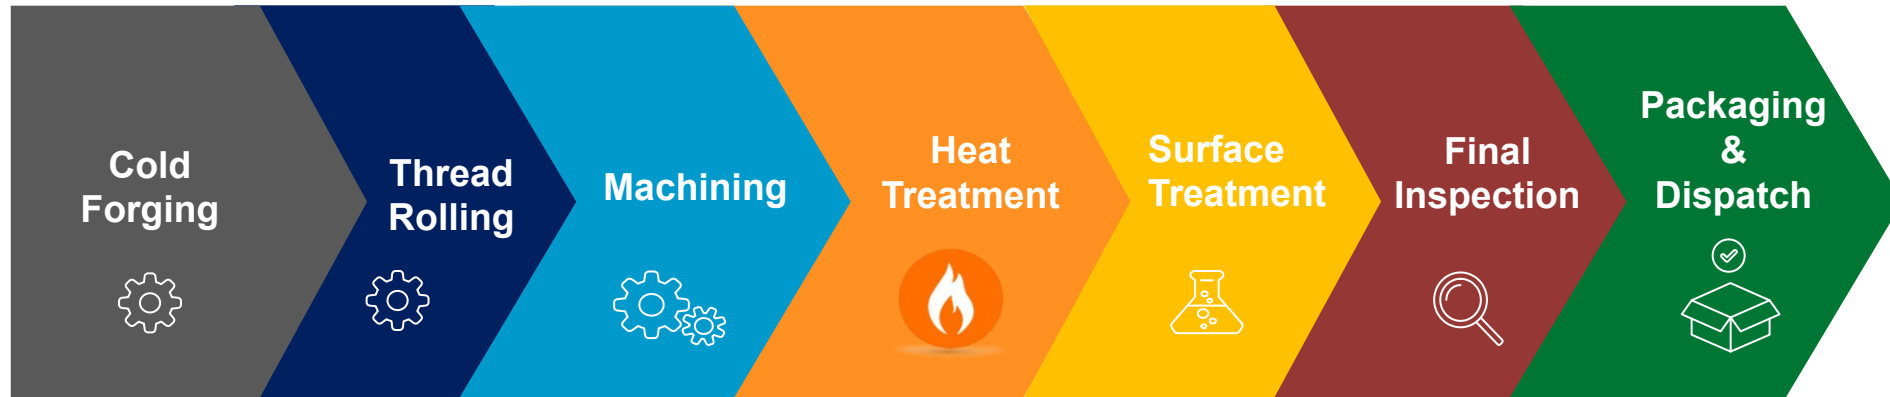 Cold
Forging
Thread
Rolling
Machining
Heat
Treatment
Surface
Treatment
Final
Inspection
Packaging
&
Dispatch